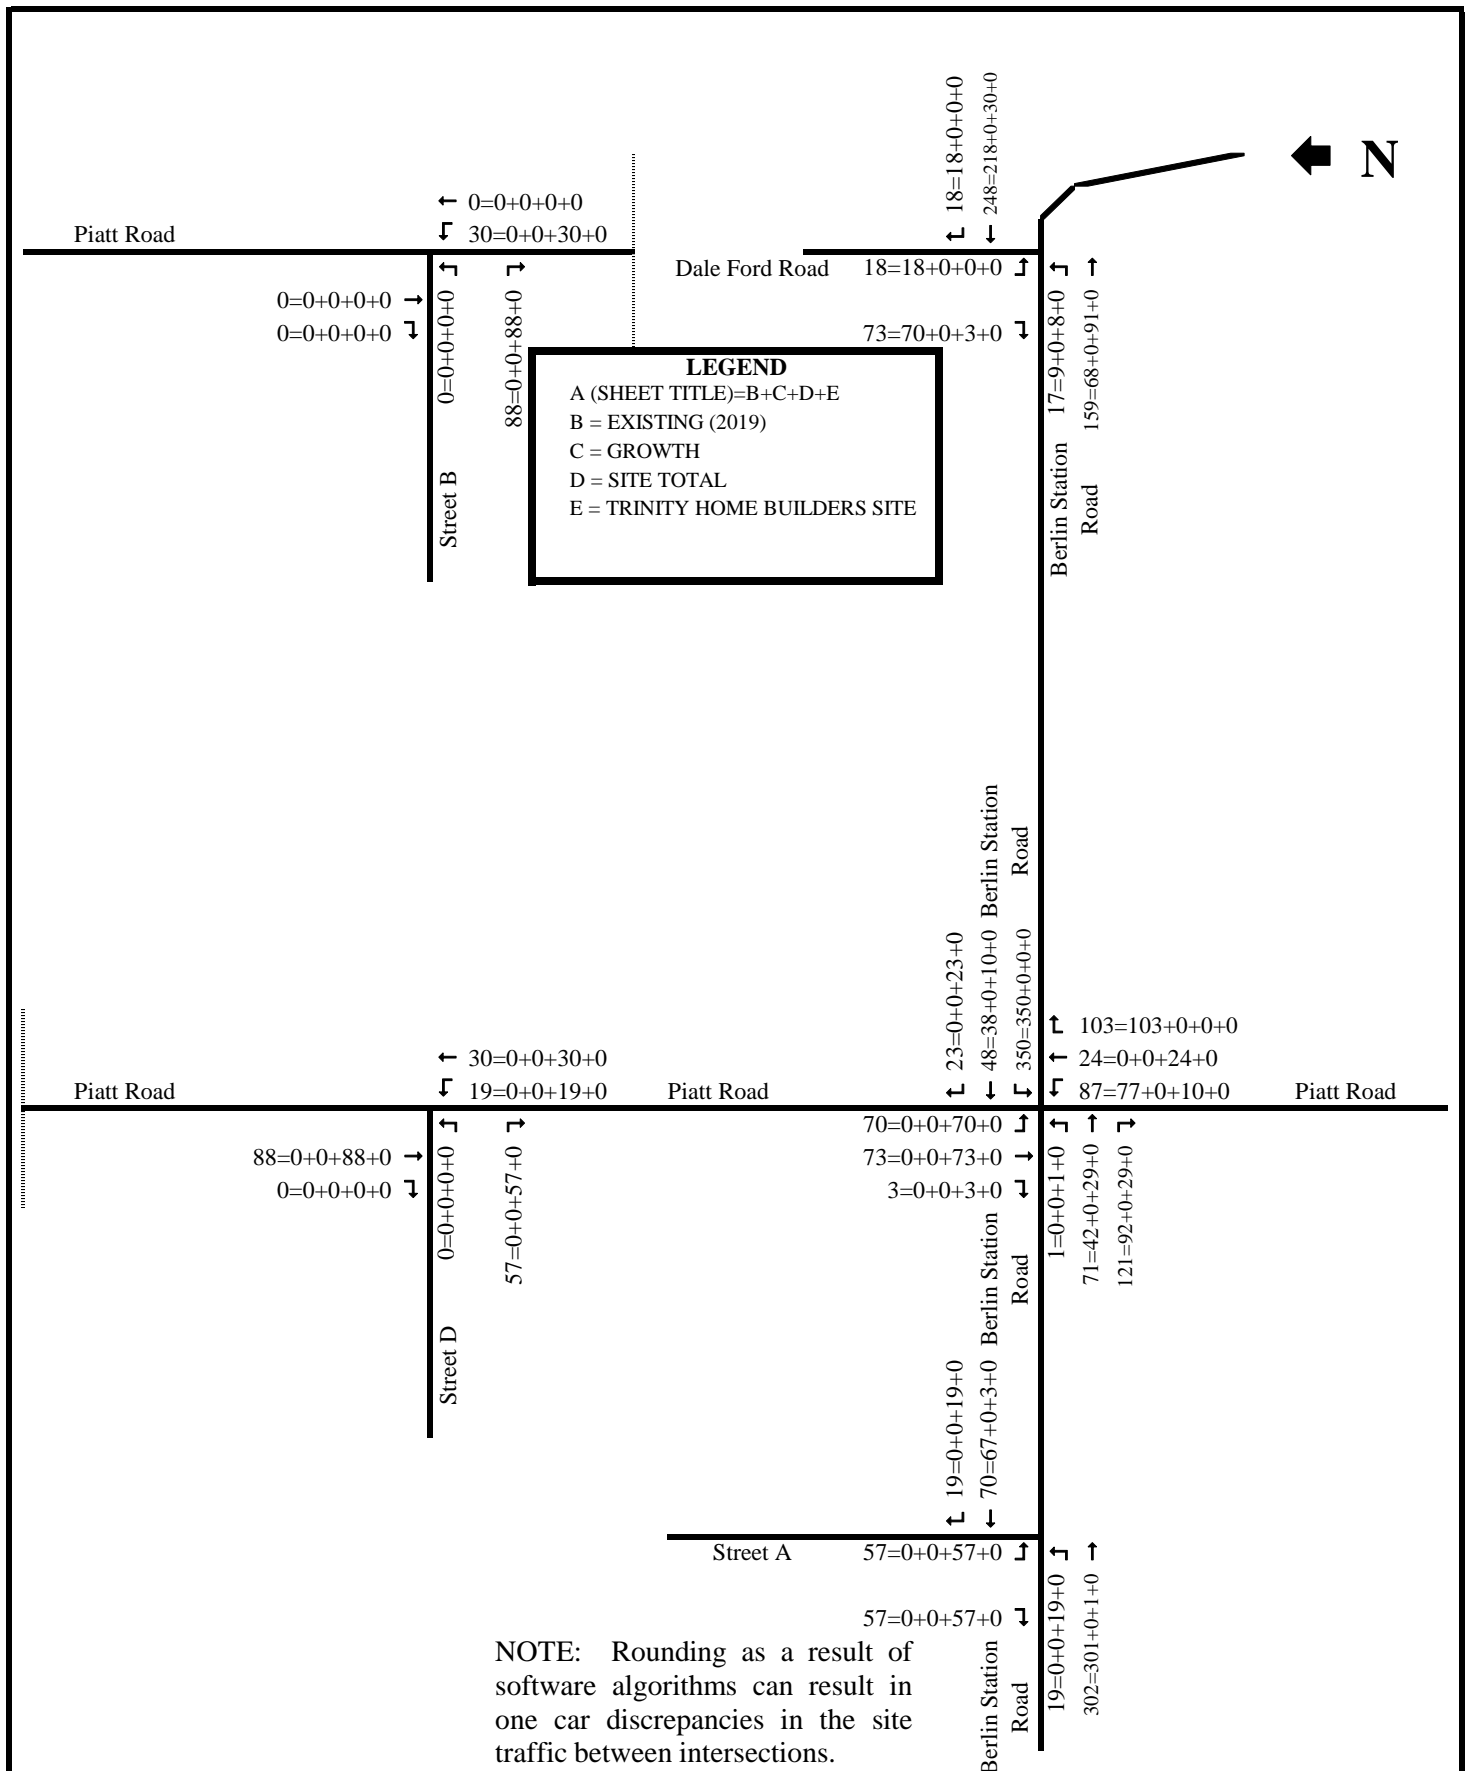 18=18+0+0+0
248=218+0+30+0
N
0=0+0+0+0
30=0+0+30+0
Piatt Road
Dale Ford Road
18=18+0+0+0
0=0+0+0+0
0=0+0+0+0
73=70+0+3+0
0=0+0+0+0
88=0+0+88+0
17=9+0+8+0
159=68+0+91+0
LEGEND
A (SHEET TITLE)=B+C+D+E
B = EXISTING (2019)
C = GROWTH
D = SITE TOTAL
E = TRINITY HOME BUILDERS SITE
Street B
Berlin Station
Road
Berlin Station
Road
23=0+0+23+0
48=38+0+10+0
350=350+0+0+0
103=103+0+0+0
30=0+0+30+0
24=0+0+24+0
Piatt Road
19=0+0+19+0
Piatt Road
87=77+0+10+0
Piatt Road
70=0+0+70+0
88=0+0+88+0
73=0+0+73+0
0=0+0+0+0
3=0+0+3+0
0=0+0+0+0
57=0+0+57+0
1=0+0+1+0
71=42+0+29+0
121=92+0+29+0
Berlin Station
Road
Street D
19=0+0+19+0
70=67+0+3+0
Street A
57=0+0+57+0
57=0+0+57+0
19=0+0+19+0
302=301+0+1+0
Berlin Station
Road
NOTE: Rounding as a result of
software algorithms can result in
one car discrepancies in the site
traffic between intersections.